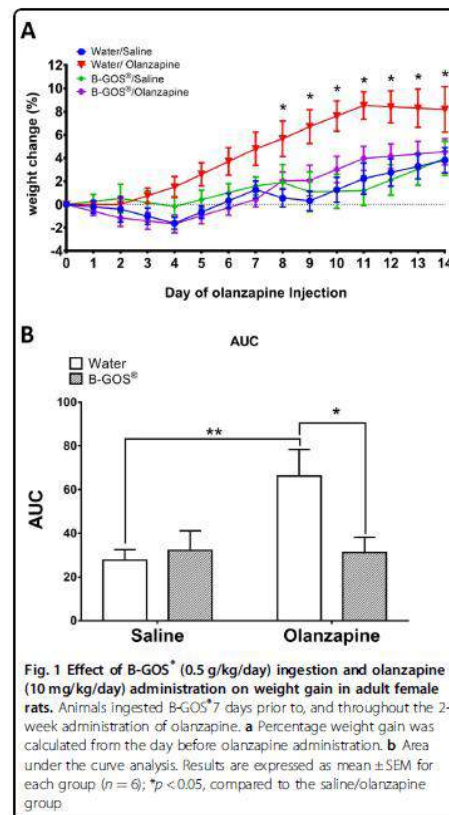 A
Water/Saline
Water/ Olanzapine
B-GOS®/Saline
B-GOS®/Olanzapine
weight change (%)
12
10
8
6
4
2
0
-2
-4
* * * * * * *
0 1 2 3 4 5 6 7 8 9 10 11 12 13 14
Day of olanzapine Injection
B
AUC
Water
B-GOS®
AUC
100
80
60
40
20
0
**
*
Saline Olanzapine
Fig. 1 Effect of B-GOS® (0.5 g/kg/day) ingestion and olanzapine
(10 mg/kg/day) administration on weight gain in adult female
rats. Animals ingested B-GOS®7 days prior to, and throughout the 2-
week administration of olanzapine. a Percentage weight gain was
calculated from the day before olanzapine administration. b Area
under the curve analysis. Results are expressed as mean ± SEM for
each group (n = 6); *p < 0.05, compared to the saline/olanzapine
group